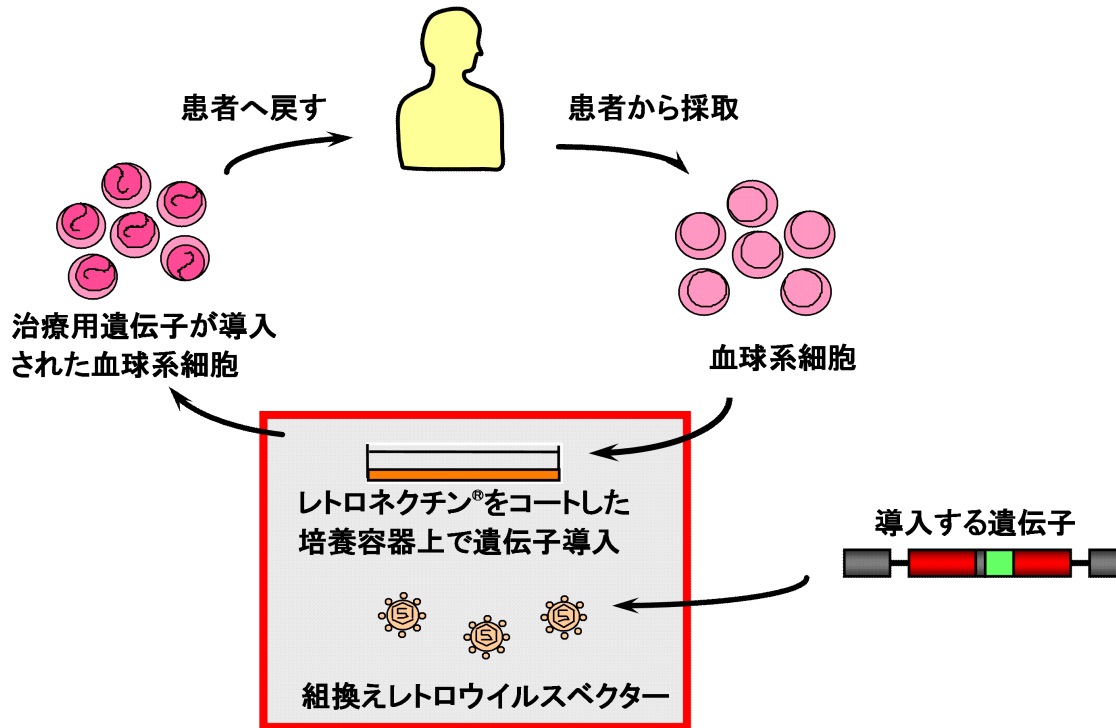 患者へ戻す
患者から採取
治療用遺伝子が導入
された血球系細胞
血球系細胞
レトロネクチン®をコートした
培養容器上で遺伝子導入
導入する遺伝子
組換えレトロウイルスベクター